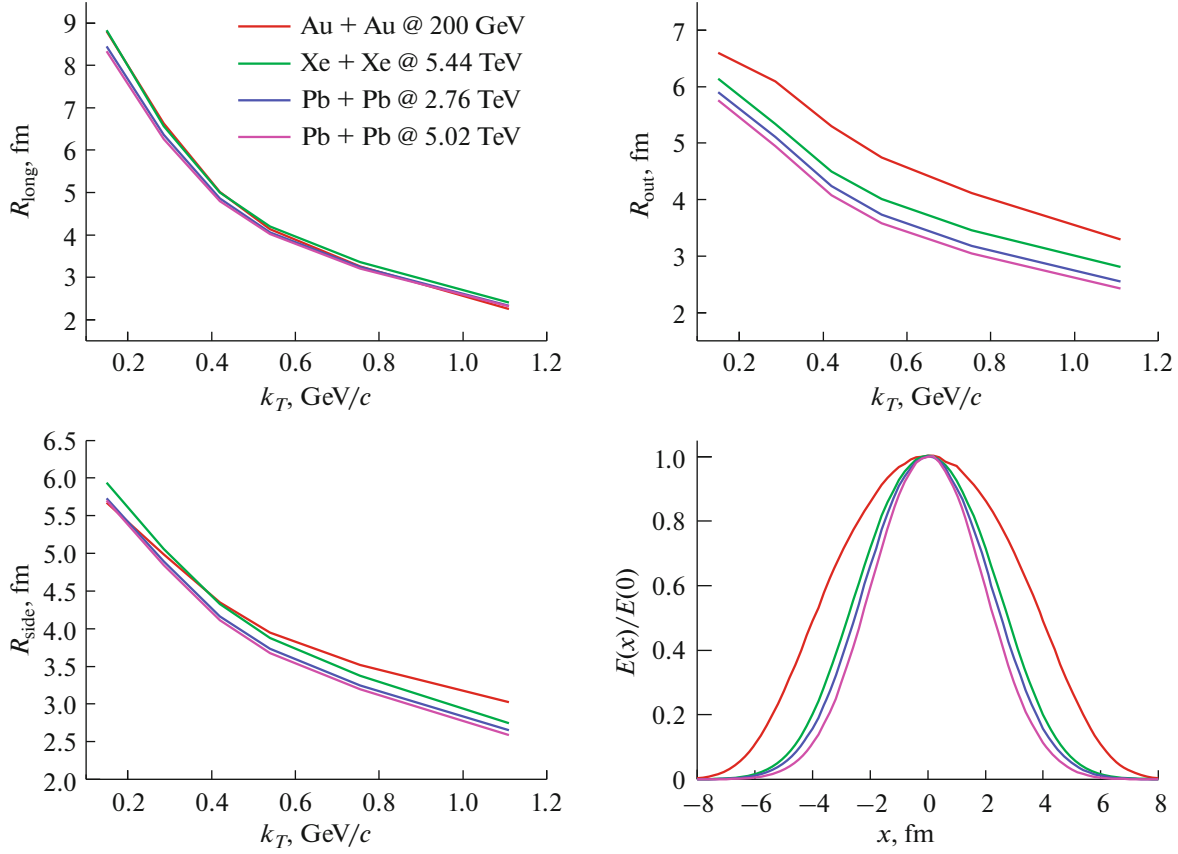 9
8
7
6
5
4
3
2
R_long, fm
Au + Au @ 200 GeV
Xe + Xe @ 5.44 TeV
Pb + Pb @ 2.76 TeV
Pb + Pb @ 5.02 TeV
0.2 0.4 0.6 0.8 1.0 1.2
k_T, GeV/c
7
6
5
4
3
2
R_out, fm
0.2 0.4 0.6 0.8 1.0 1.2
k_T, GeV/c
6.5
6.0
5.5
5.0
4.5
4.0
3.5
3.0
2.5
2.0
R_side, fm
0.2 0.4 0.6 0.8 1.0 1.2
k_T, GeV/c
1.0
0.8
0.6
0.4
0.2
0
E(x)/E(0)
−8 −6 −4 −2 0 2 4 6 8
x, fm